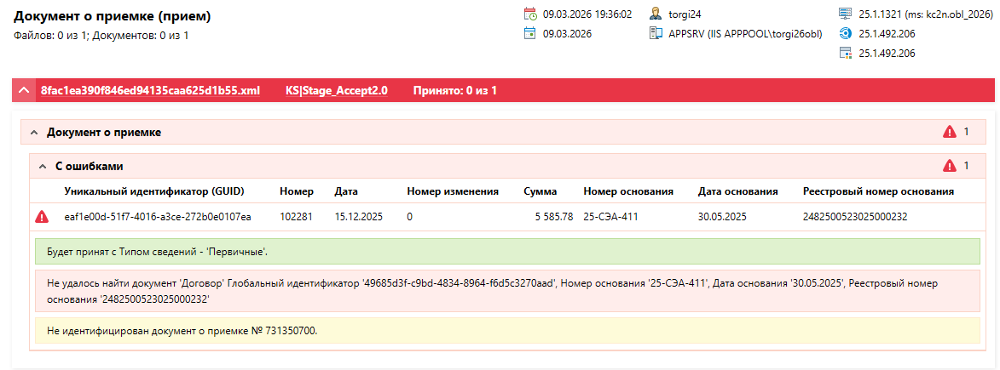 Документ о приемке (прием)
Файлов: 0 из 1; Документов: 0 из 1
09.03.2026 19:36:02
torgi24
25.1.1321 (ms: kc2n.obl_2026)
09.03.2026
APPSRV (IIS APPPOOL\torgi26obl)
25.1.492.206
25.1.492.206
8fac1ea390f846ed94135caa625d1b55.xml KS|Stage_Accept2.0 Принято: 0 из 1
Документ о приемке 1
С ошибками 1
Уникальный идентификатор (GUID) Номер Дата Номер изменения Сумма Номер основания Дата основания Реестровый номер основания
eaf1e00d-51f7-4016-a3ce-272b0e0107ea 102281 15.12.2025 0 5 585.78 25-СЭА-411 30.05.2025 2482500523025000232
Будет принят с Типом сведений - 'Первичные'.
Не удалось найти документ 'Договор' Глобальный идентификатор '49685d3f-c9bd-4834-8964-f6d5c3270aad', Номер основания '25-СЭА-411', Дата основания '30.05.2025', Реестровый номер
основания '2482500523025000232'
Не идентифицирован документ о приемке № 731350700.